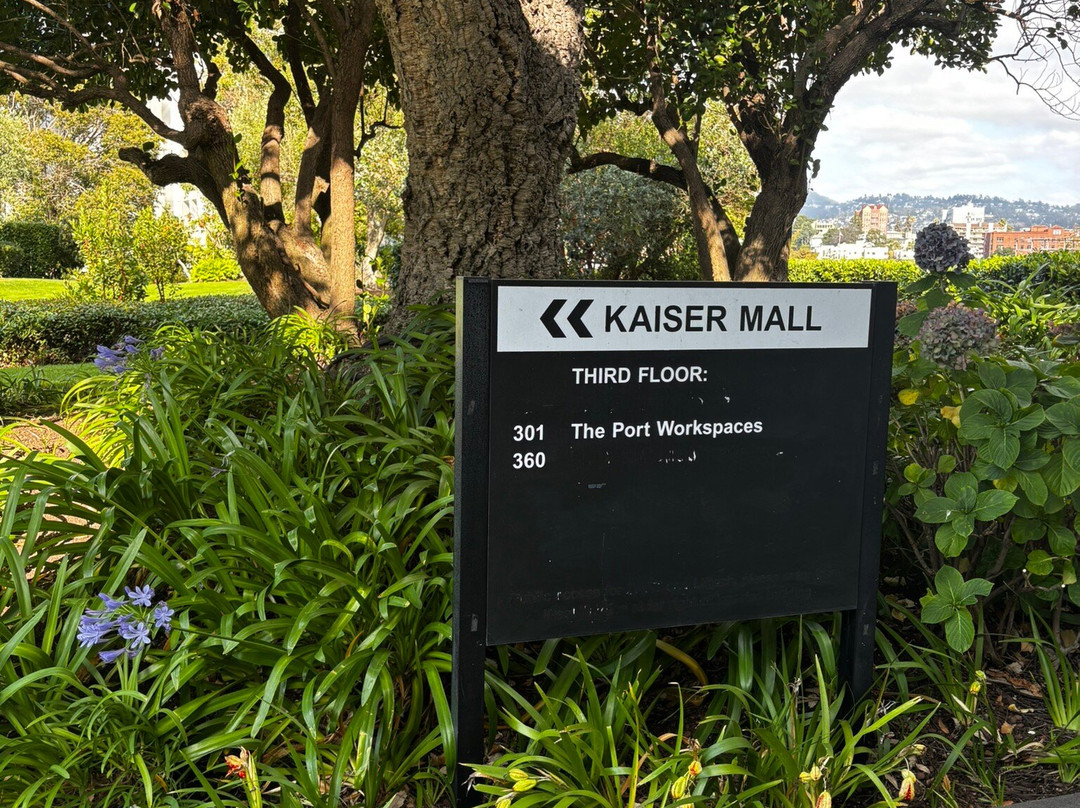 KAISER MALL
THIRD FLOOR:
301 The Port Workspaces
360